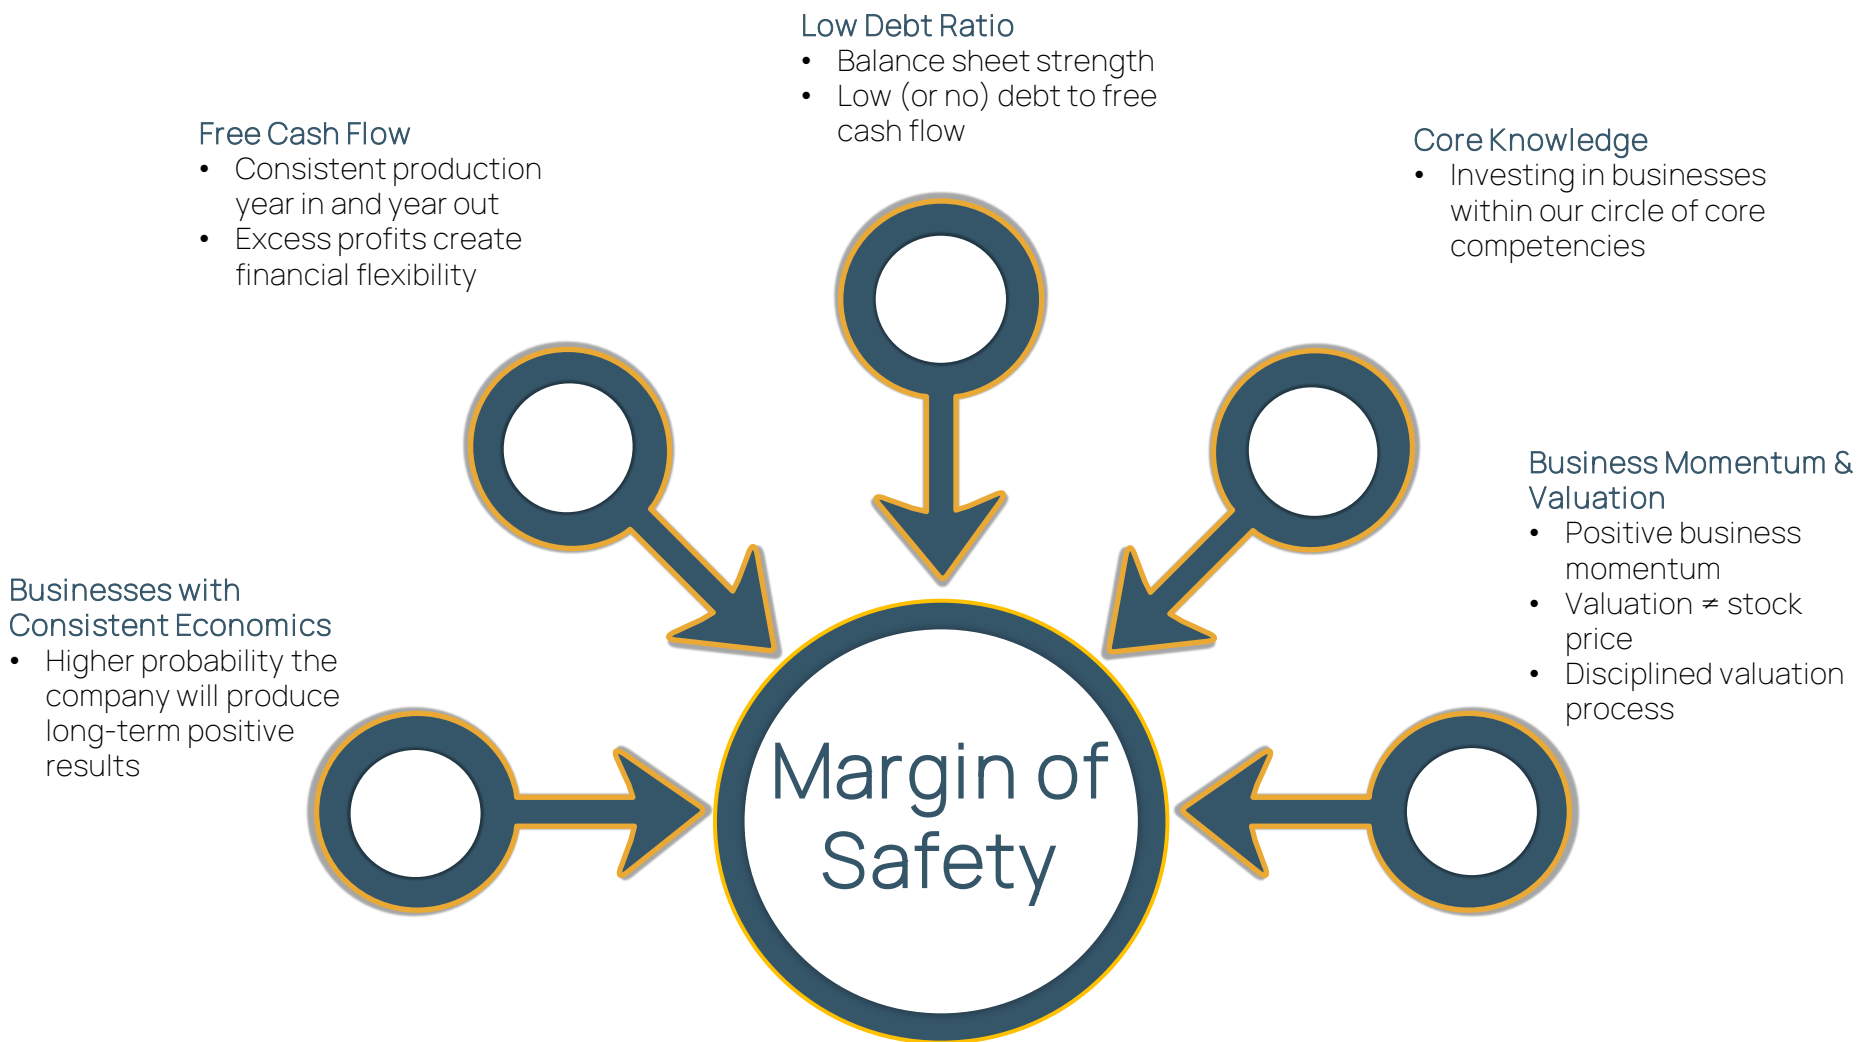 Low Debt Ratio
• Balance sheet strength
• Low (or no) debt to free
cash flow
Free Cash Flow
• Consistent production
year in and year out
• Excess profits create
financial flexibility
Core Knowledge
• Investing in businesses
within our circle of core
competencies
Business Momentum &
Valuation
• Positive business
momentum
• Valuation ≠ stock
price
• Disciplined valuation
process
Businesses with
Consistent Economics
• Higher probability the
company will produce
long-term positive
results
Margin of
Safety